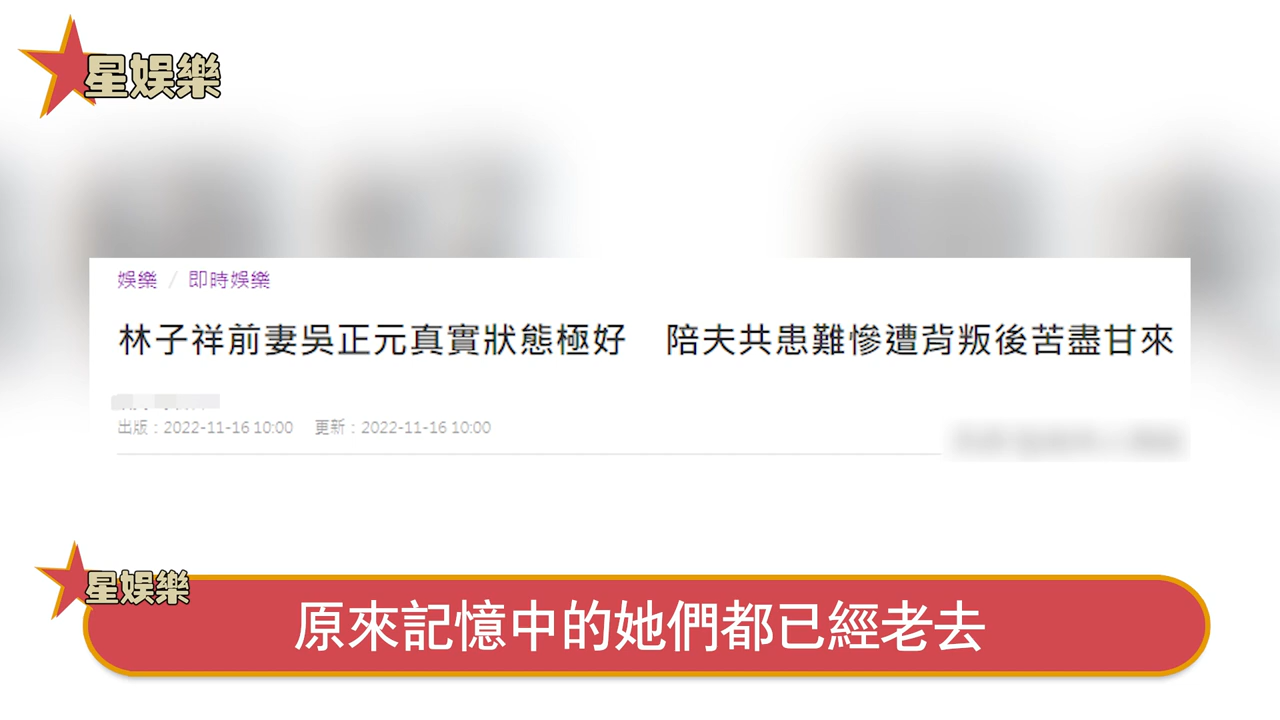 星娛樂
娛樂 / 即時娛樂
林子祥前妻吳正元真實狀態極好 陪夫共患難慘遭背叛後苦盡甘來
出版：2022-11-16 10:00 更新：2022-11-16 10:00
星娛樂
原來記憶中的她們都已經老去